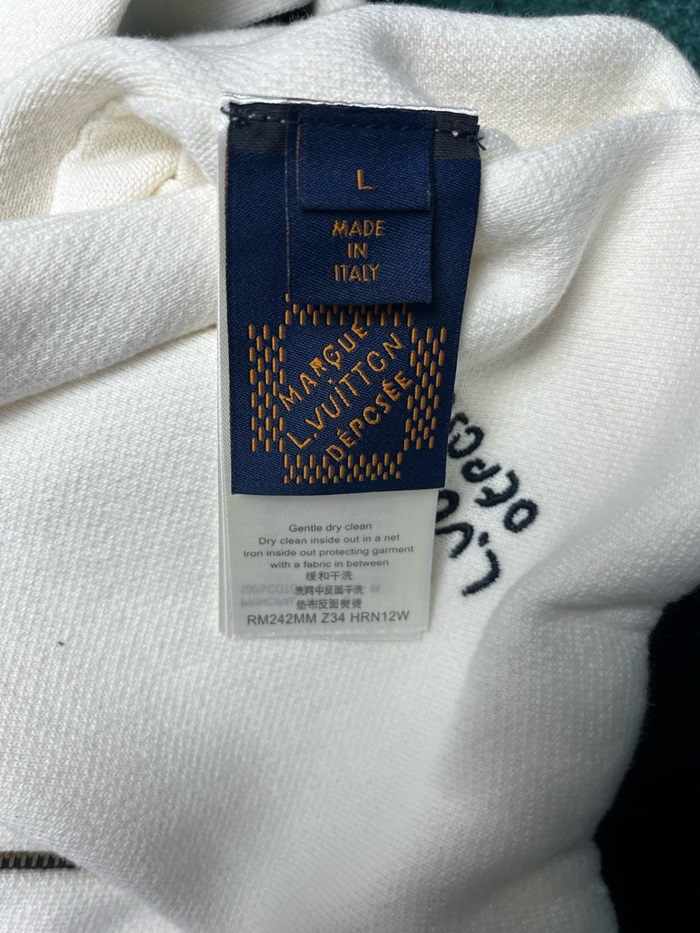 L
MADE
IN
ITALY
MARQUE
L.VUITTON
DÉPOSÉE
Gentle dry clean
Dry clean inside out in a net
Iron inside out protecting garment
with a fabric in between
缓和干洗
洗网中反面干洗
垫布反面熨烫
RM242MM Z34 HRN12W
L.VU
DÉPOS